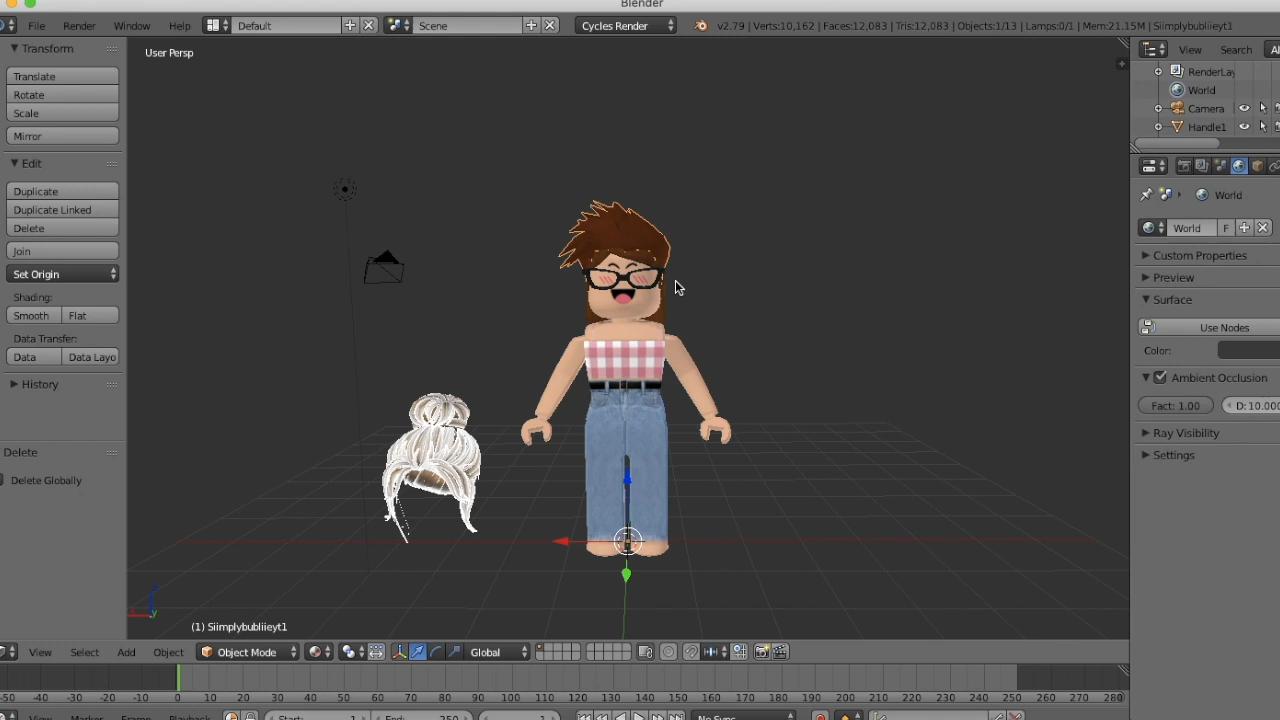 Blender
File Render Window Help Default Scene Cycles Render v2.79 | Verts:10,162 | Faces:12,083 | Tris:12,083 | Objects:1/13 | Lamps:0/1 | Mem:21.15M | Siimplybubliieyt1
Transform
Translate
Rotate
Scale
Mirror
Edit
Duplicate
Duplicate Linked
Delete
Join
Set Origin
Shading:
Smooth Flat
Data Transfer:
Data Data Layo
History
Delete
Delete Globally
User Persp
(1) Siimplybubliieyt1
View Search Al
RenderLay
World
Camera
Handle1
World
World F
Custom Properties
Preview
Surface
Use Nodes
Color:
Ambient Occlusion
Fact: 1.00 D:10.000
Ray Visibility
Settings
View Select Add Object Object Mode Global
-50 -40 -30 -20 -10 0 10 20 30 40 50 60 70 80 90 100 110 120 130 140 150 160 170 180 190 200 210 220 230 240 250 260 270 280
View Marker Frame Playback Start: 1 End: 250 1 No Sync